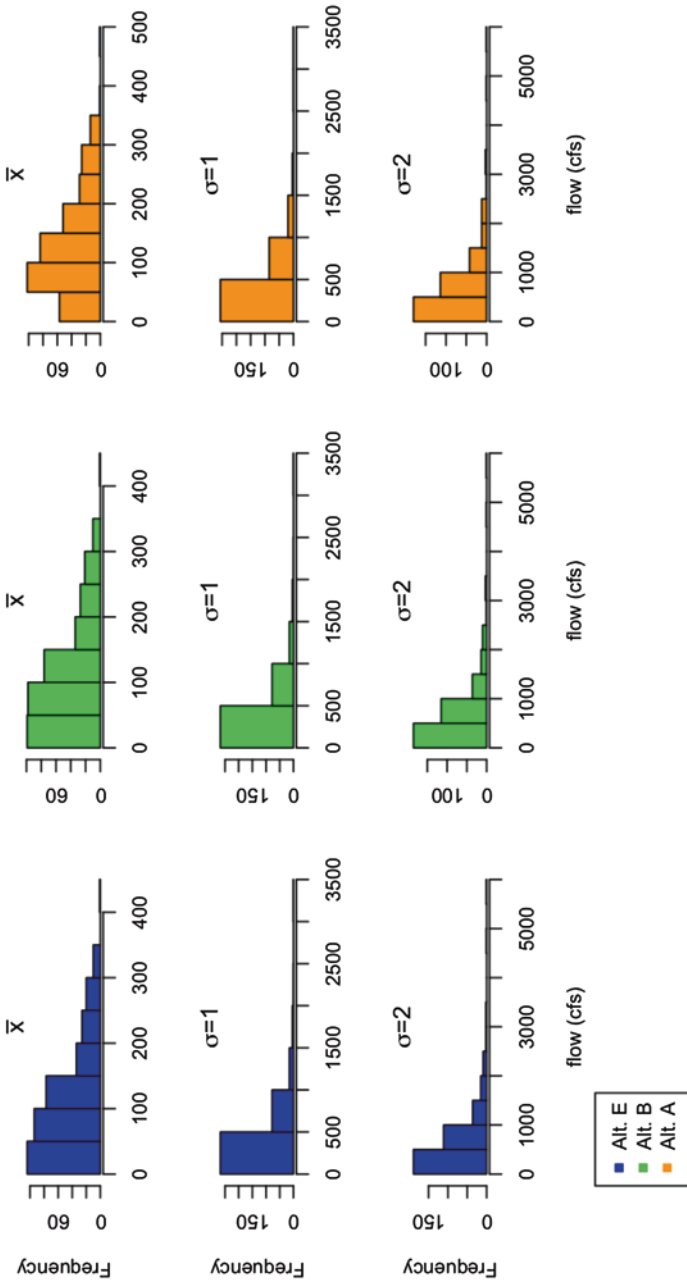 x̅
Frequency
0 60
0 100 200 300 400
x̅
0 60
0 100 200 300 400
x̅
0 60
0 100 200 300 400 500
σ=1
Frequency
0 150
0 500 1500 2500 3500
σ=1
0 150
0 500 1500 2500 3500
σ=1
0 150
0 500 1500 2500 3500
σ=2
Frequency
0 150
0 1000 3000 5000
flow (cfs)
σ=2
0 100
0 1000 3000 5000
flow (cfs)
σ=2
0 100
0 1000 3000 5000
flow (cfs)
Alt. E
Alt. B
Alt. A